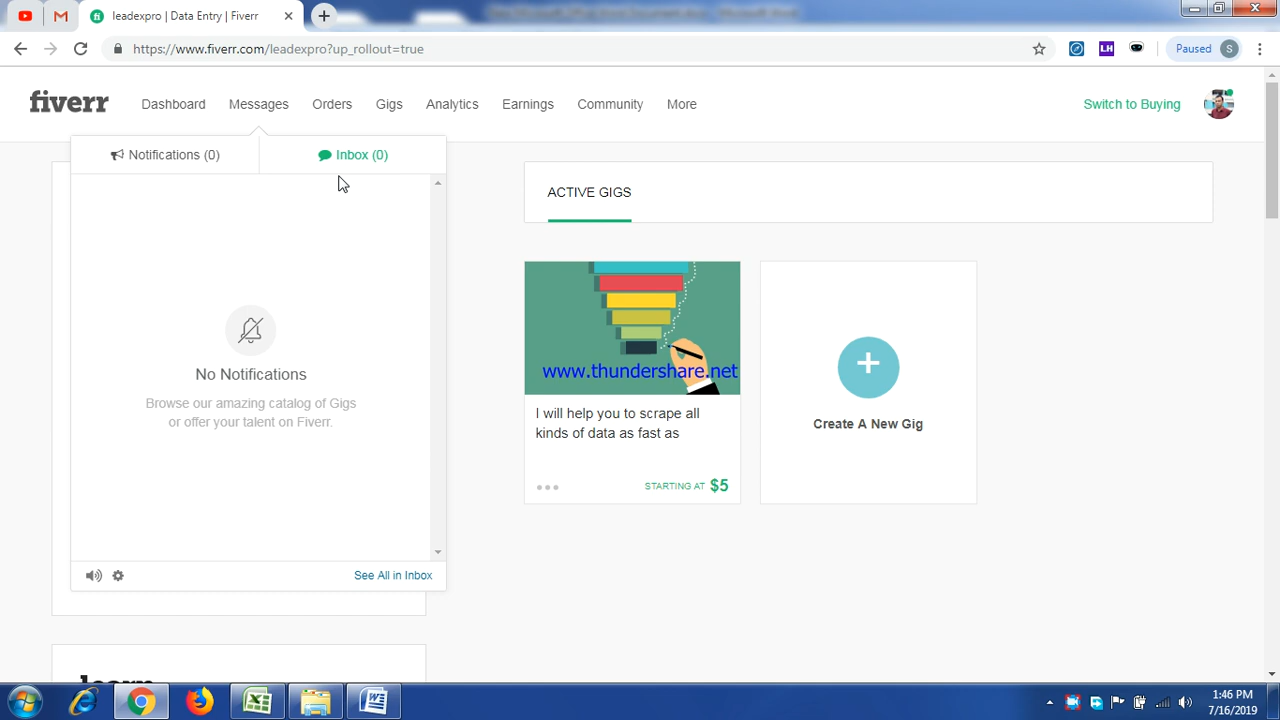 leadexpro | Data Entry | Fiverr
https://www.fiverr.com/leadexpro?up_rollout=true
LH
Paused
S
fiverr
Dashboard
Messages
Orders
Gigs
Analytics
Earnings
Community
More
Switch to Buying
Notifications (0)
Inbox (0)
No Notifications
Browse our amazing catalog of Gigs
or offer your talent on Fiverr.
See All in Inbox
ACTIVE GIGS
www.thundershare.net
I will help you to scrape all
kinds of data as fast as
STARTING AT $5
Create A New Gig
1:46 PM
7/16/2019